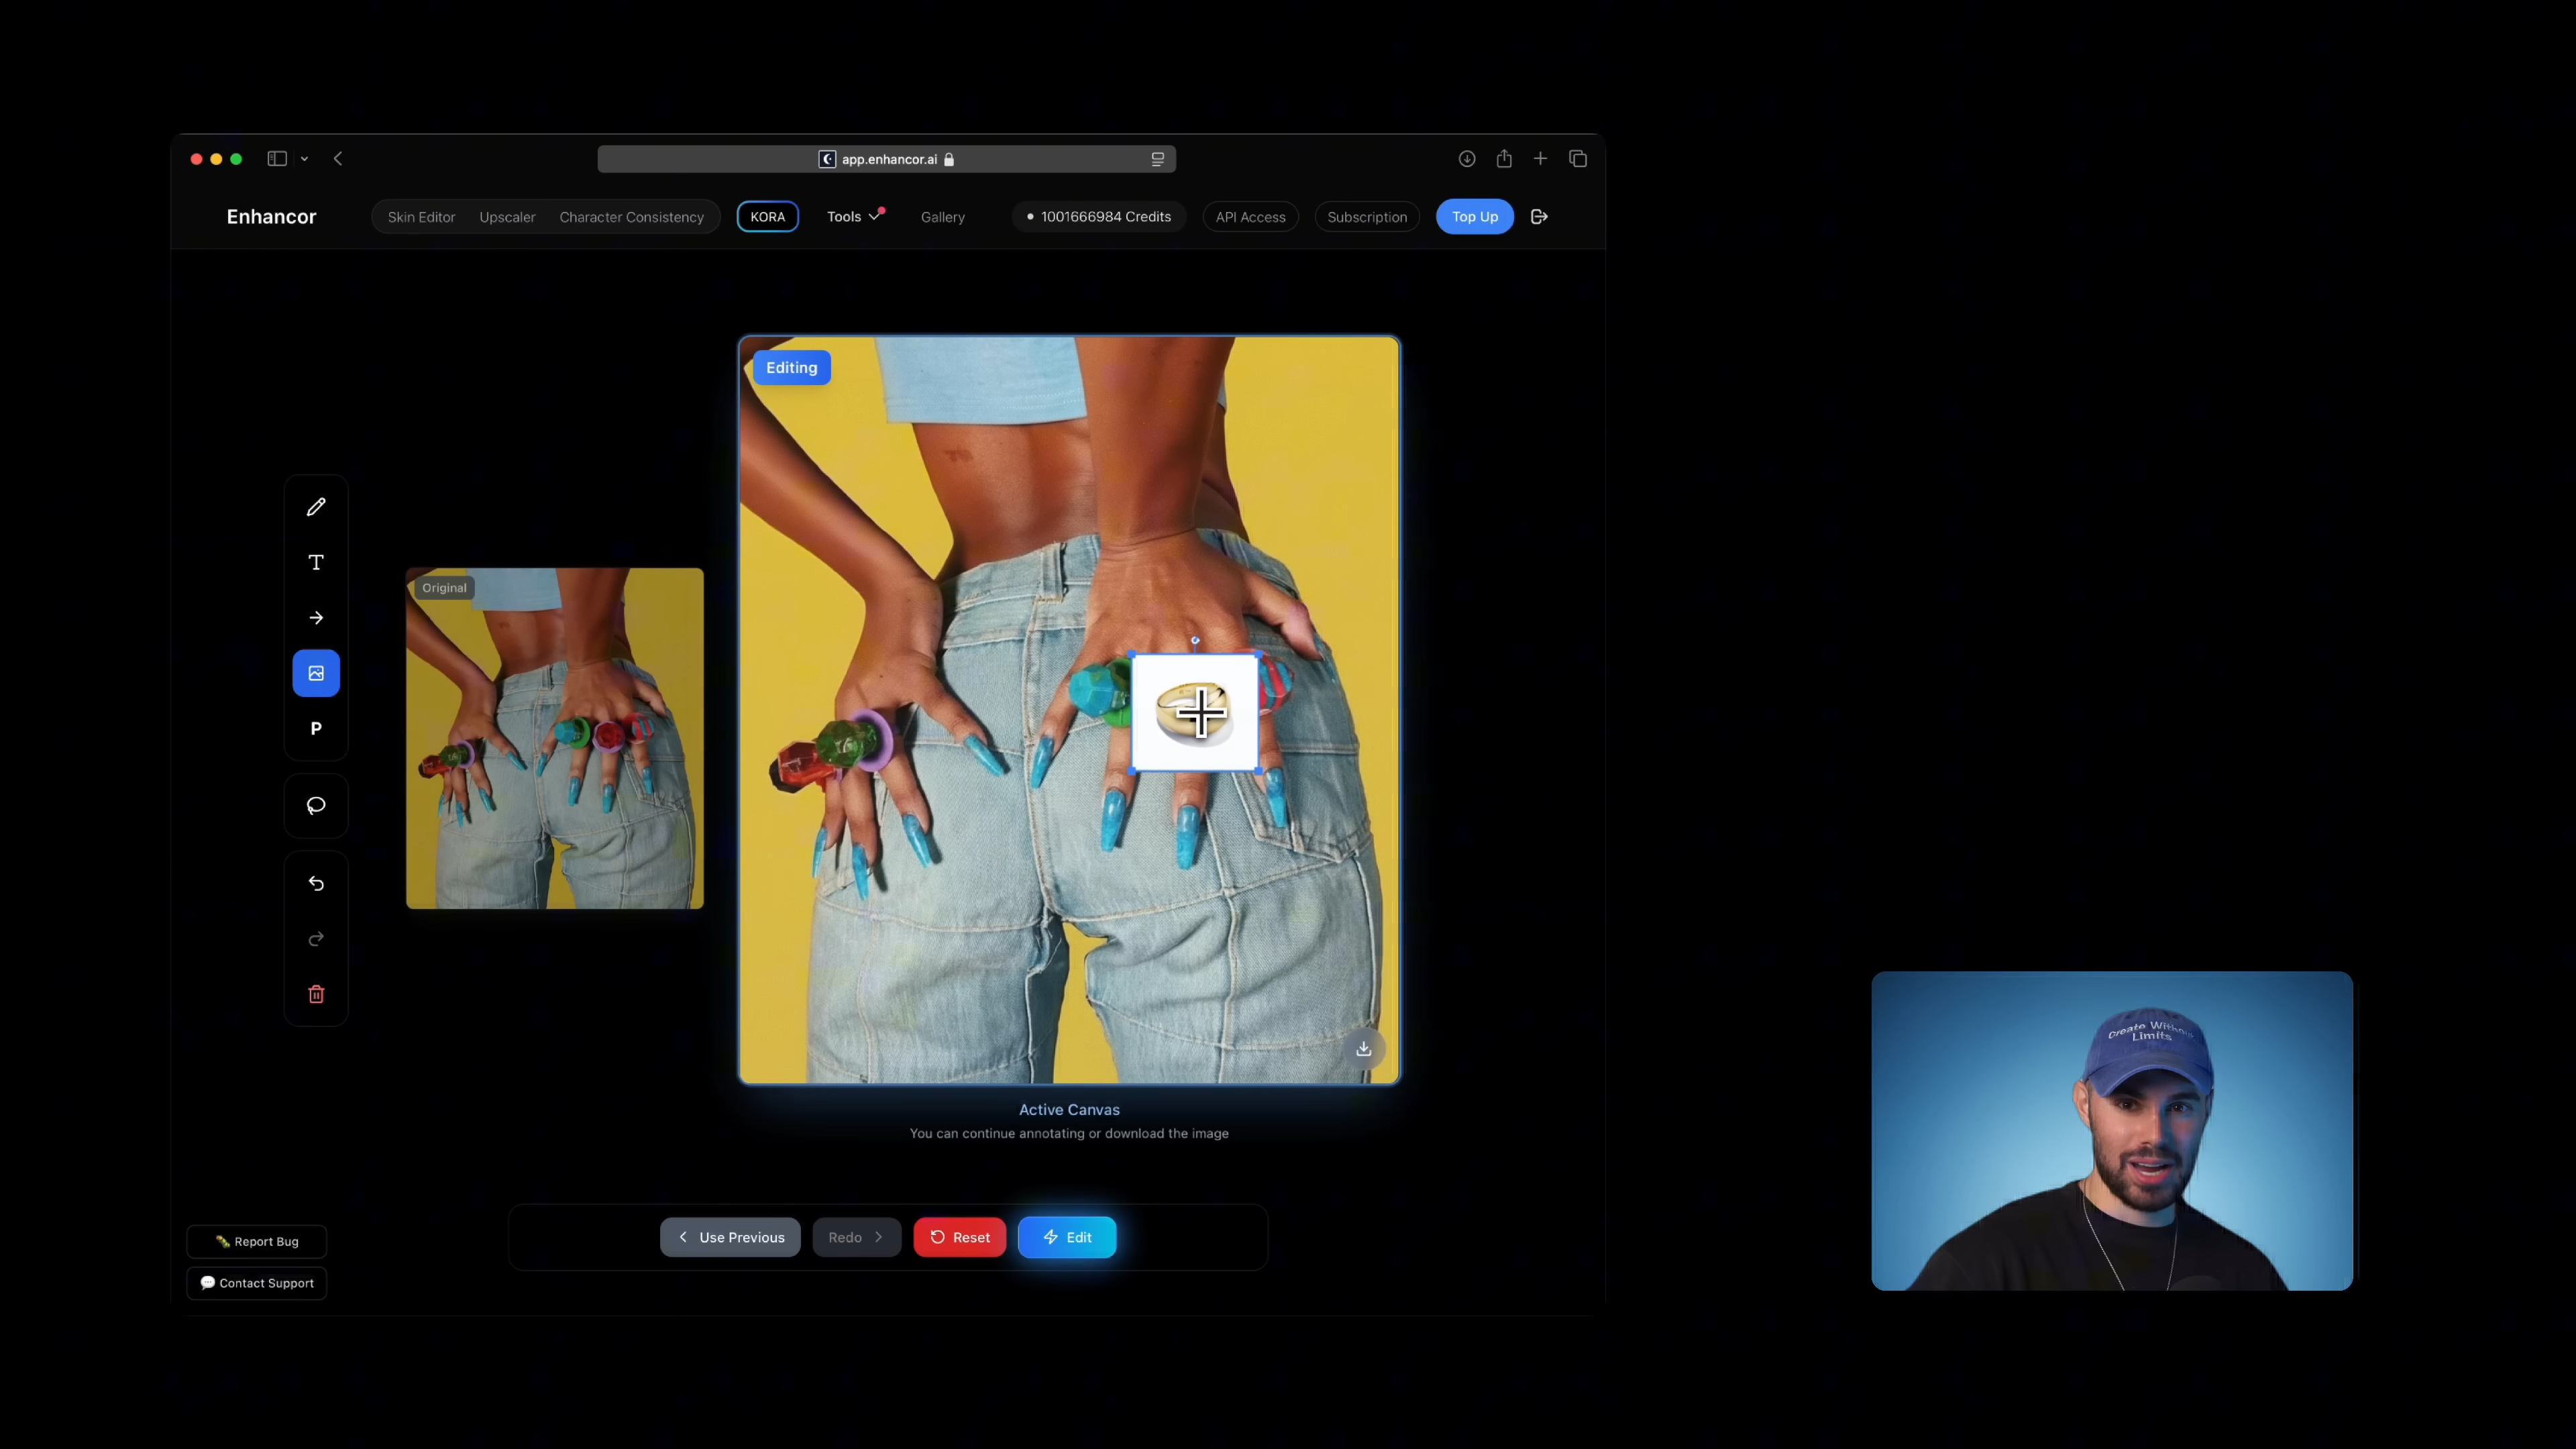 app.enhancor.ai
Enhancor
Skin Editor
Upscaler
Character Consistency
KORA
Tools
Gallery
1001666984 Credits
API Access
Subscription
Top Up
Editing
Original
T
P
Active Canvas
You can continue annotating or download the image
Use Previous
Redo
Reset
Edit
Report Bug
Contact Support
Create Without
Limits